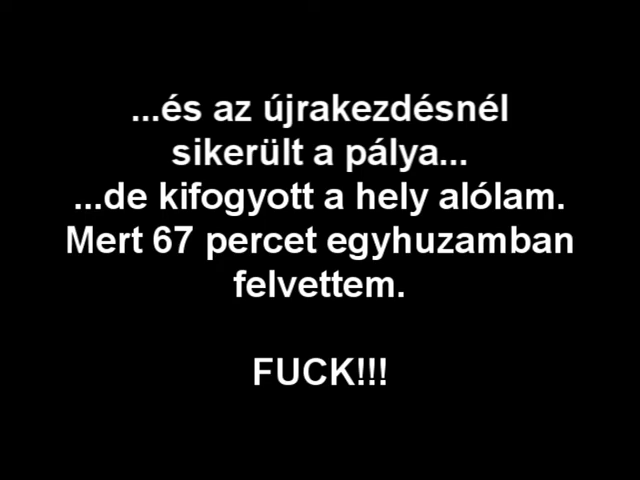 ...és az újrakezdésnél
sikerült a pálya...
...de kifogyott a hely alólam.
Mert 67 percet egyhuzamban
felvettem.
FUCK!!!